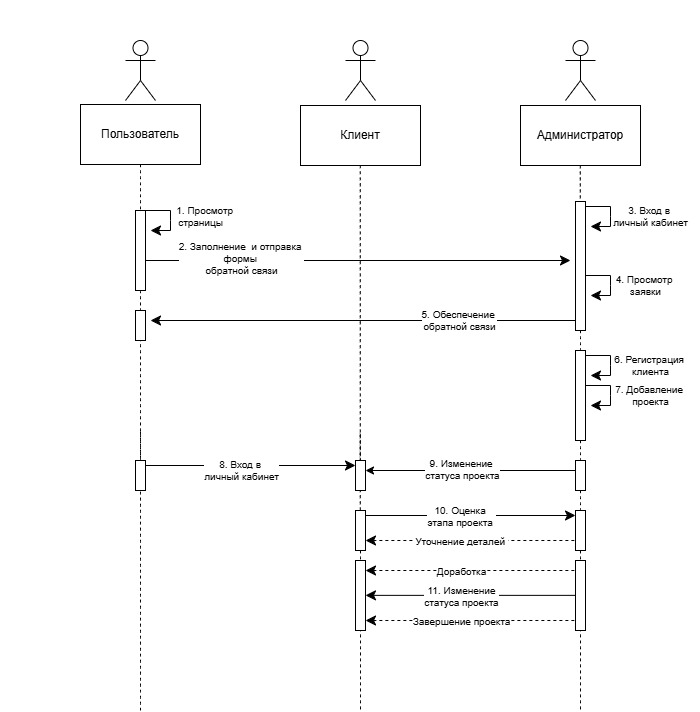 Пользователь
Клиент
Администратор
1. Просмотр
страницы
2. Заполнение и отправка
формы
обратной связи
3. Вход в
личный кабинет
4. Просмотр
заявки
5. Обеспечение
обратной связи
6. Регистрация
клиента
7. Добавление
проекта
8. Вход в
личный кабинет
9. Изменение
статуса проекта
10. Оценка
этапа проекта
Уточнение деталей
Доработка
11. Изменение
статуса проекта
Завершение проекта